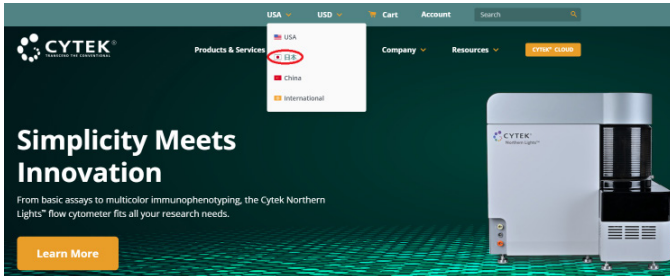 USA USD Cart Account Search
CYTEK®
TRANSCEND THE CONVENTIONAL
Products & Services
Company
Resources
CYTEK® CLOUD
USA
日本
China
International
Simplicity Meets
Innovation
From basic assays to multicolor immunophenotyping, the Cytek Northern
Lights™ flow cytometer fits all your research needs.
Learn More
CYTEK®
Northern Lights™